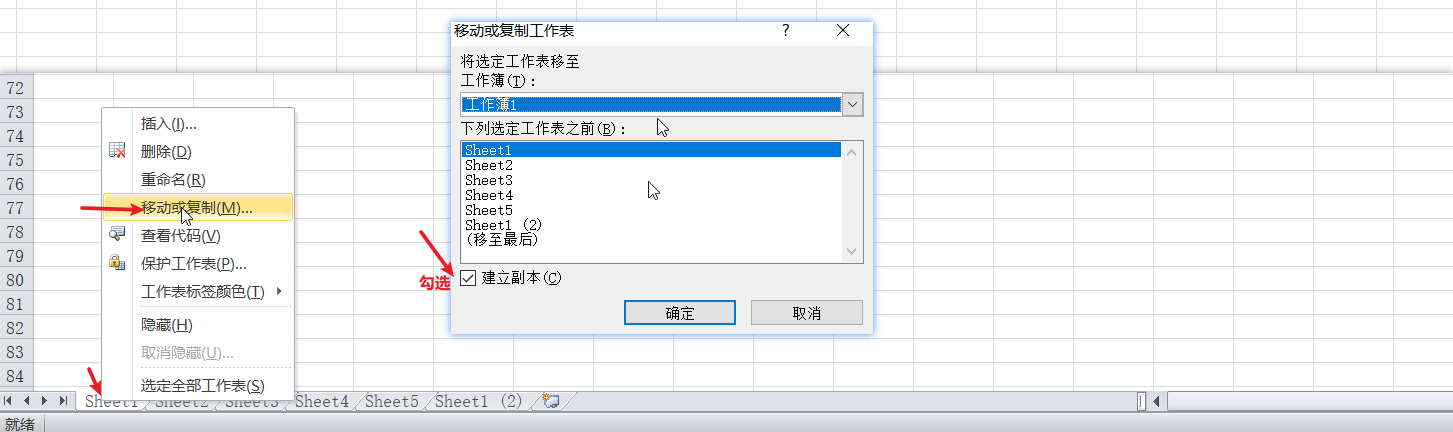 移动或复制工作表 ?
将选定工作表移至
工作簿(T)：
工作簿1
下列选定工作表之前(B)：
Sheet1
Sheet2
Sheet3
Sheet4
Sheet5
Sheet1 (2)
(移至最后)
勾选
建立副本(C)
确定 取消
72
73
74
75
76
77
78
79
80
81
82
83
84
插入(I)...
删除(D)
重命名(R)
移动或复制(M)...
查看代码(V)
保护工作表(P)...
工作表标签颜色(T)
隐藏(H)
取消隐藏(U)...
选定全部工作表(S)
Sheet1 Sheet2 Sheet3 Sheet4 Sheet5 Sheet1 (2)
就绪